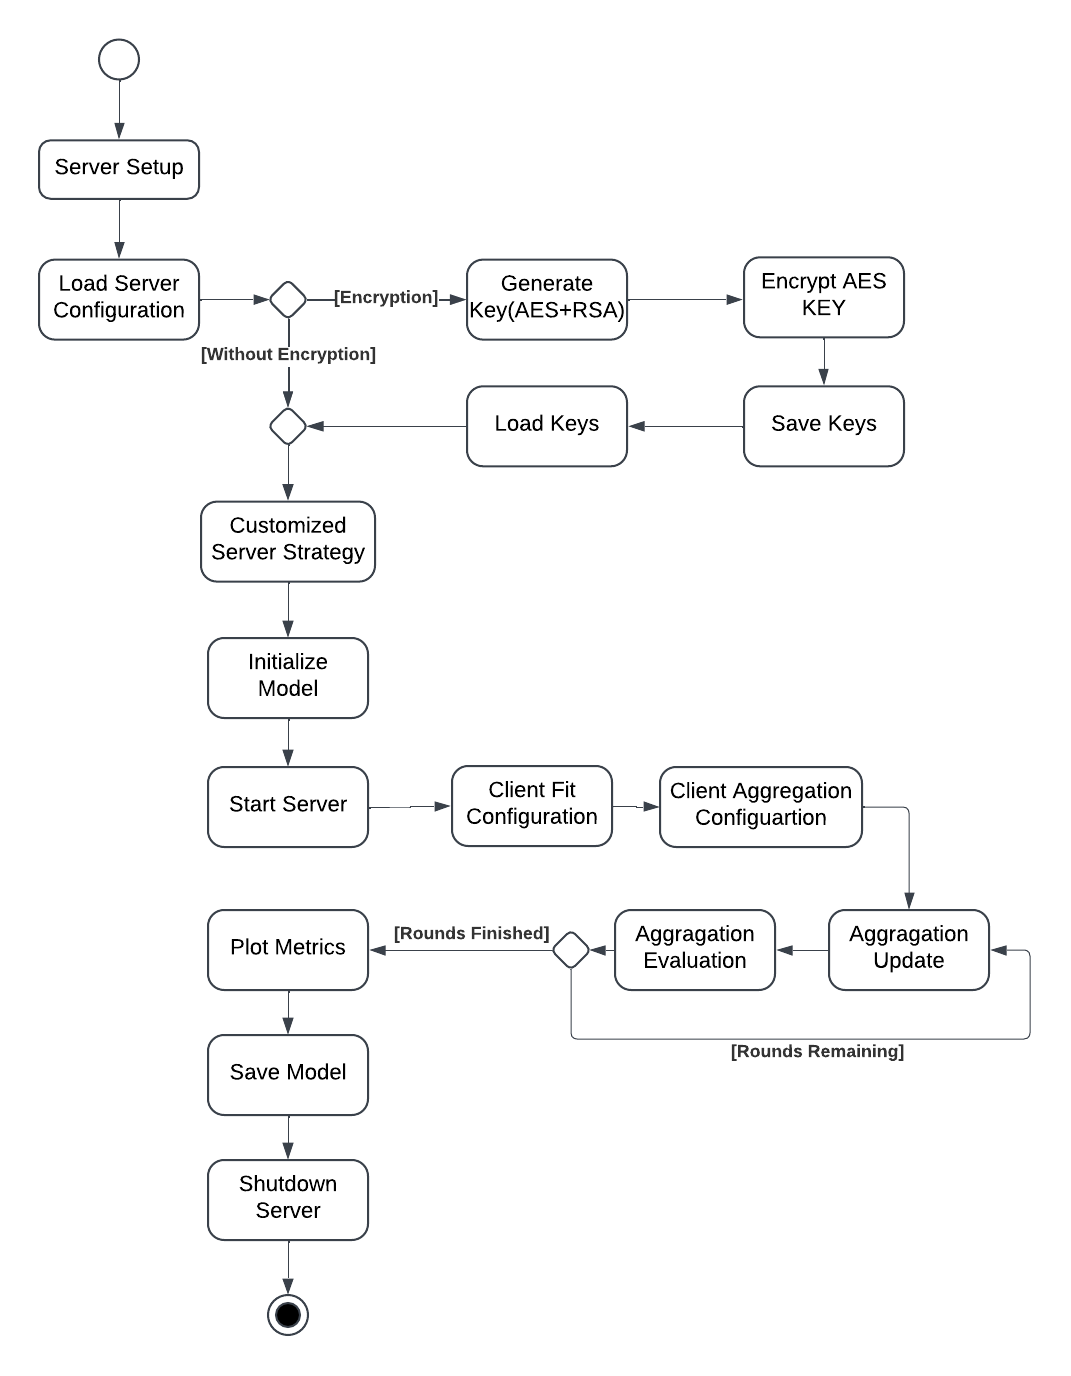 Server Setup
Load Server
Configuration
[Encryption]
Generate
Key(AES+RSA)
Encrypt AES
KEY
[Without Encryption]
Load Keys
Save Keys
Customized
Server Strategy
Initialize
Model
Start Server
Client Fit
Configuration
Client Aggregation
Configuartion
Plot Metrics
[Rounds Finished]
Aggragation
Evaluation
Aggragation
Update
[Rounds Remaining]
Save Model
Shutdown
Server